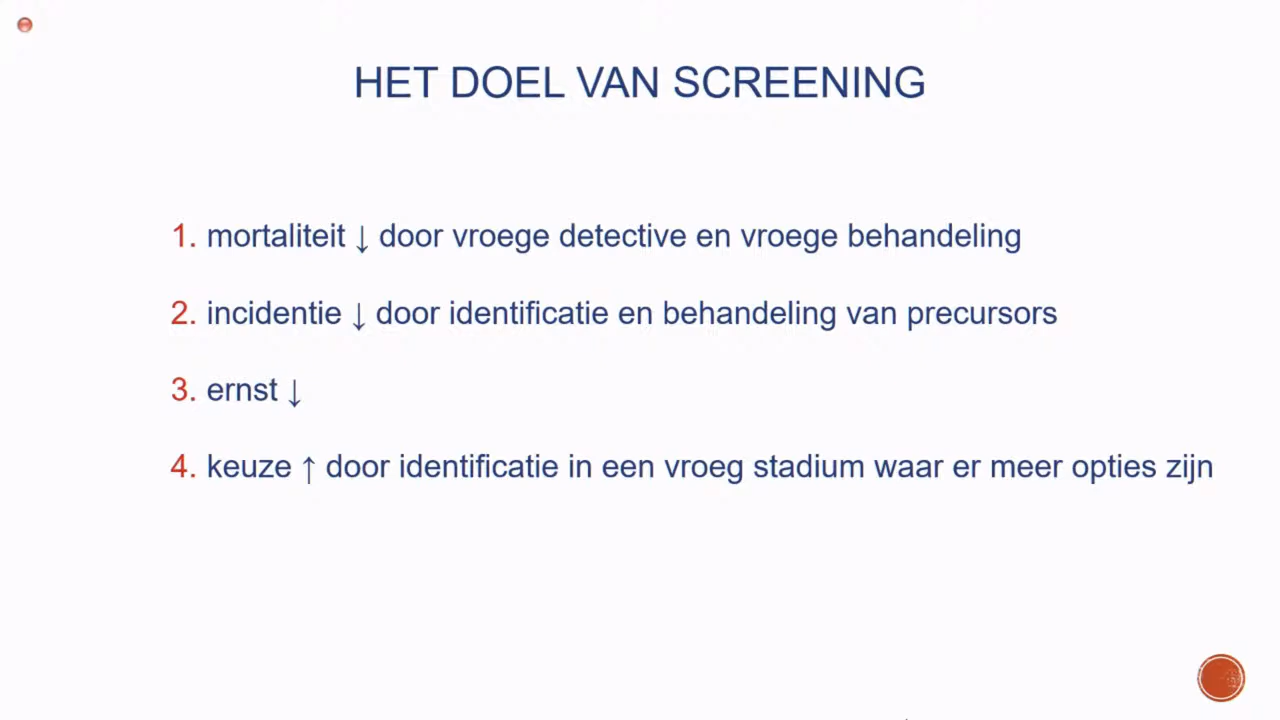 HET DOEL VAN SCREENING
1. mortaliteit ↓ door vroege detective en vroege behandeling
2. incidentie ↓ door identificatie en behandeling van precursors
3. ernst ↓
4. keuze ↑ door identificatie in een vroeg stadium waar er meer opties zijn